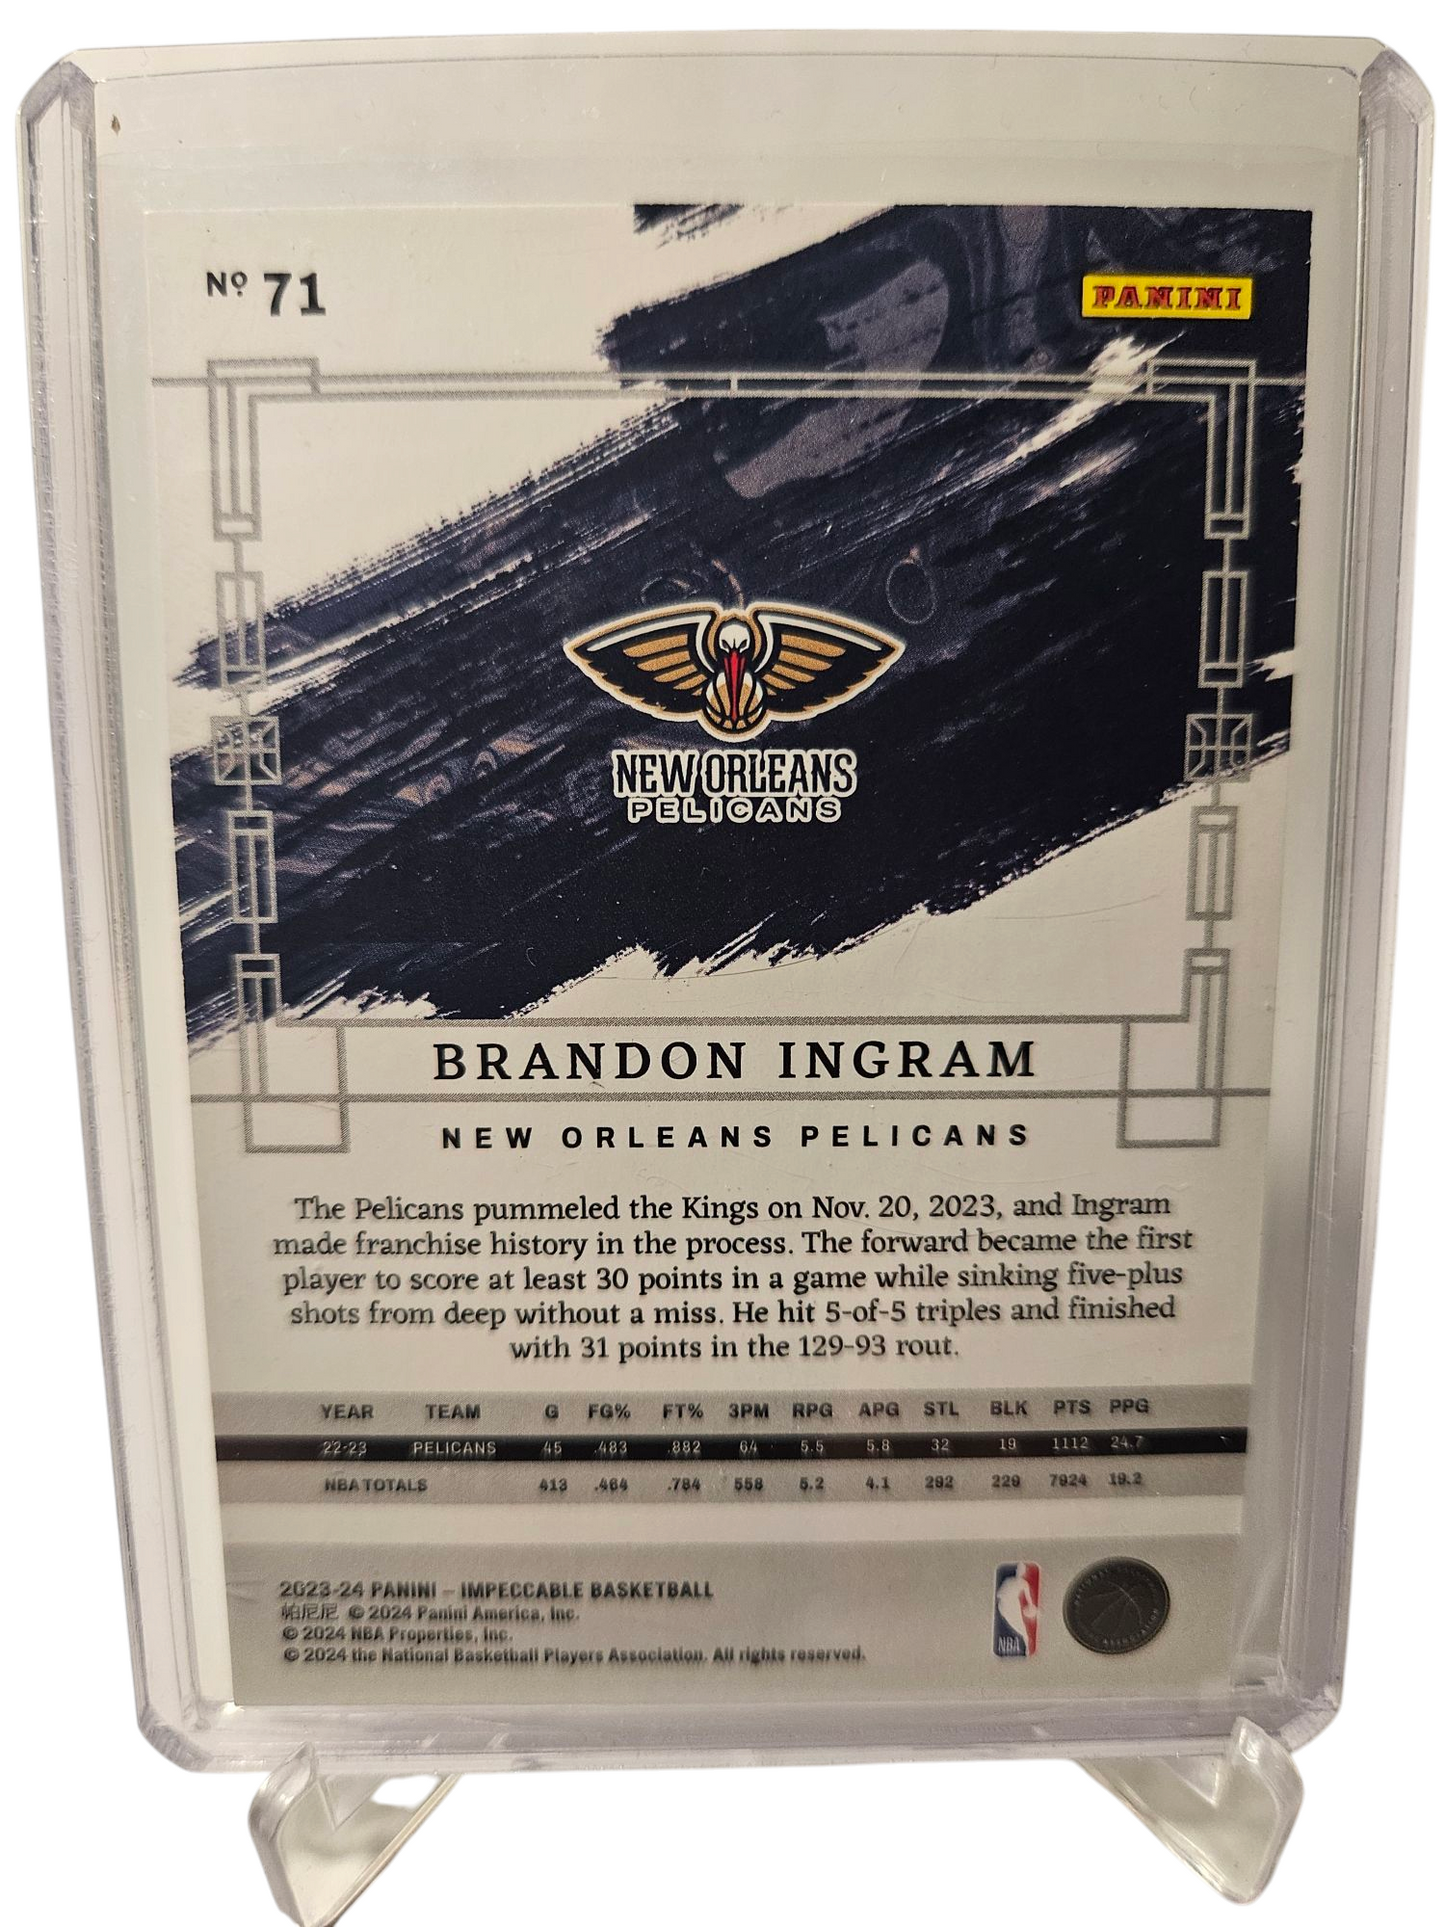 Nº 71
PANINI
NEW ORLEANS
PELICANS
BRANDON INGRAM
NEW ORLEANS PELICANS
The Pelicans pummeled the Kings on Nov. 20, 2023, and Ingram
made franchise history in the process. The forward became the first
player to score at least 30 points in a game while sinking five-plus
shots from deep without a miss. He hit 5-of-5 triples and finished
with 31 points in the 129-93 rout.
YEAR TEAM G FG% FT% 3PM RPG APG STL BLK PTS PPG
22-23 PELICANS 45 .483 .882 64 5.5 5.8 32 19 1112 24.7
NBA TOTALS 413 .464 .784 558 5.2 4.1 292 229 7924 19.2
2023-24 PANINI – IMPECCABLE BASKETBALL
帕尼尼 © 2024 Panini America, Inc.
© 2024 NBA Properties, Inc.
© 2024 the National Basketball Players Association. All rights reserved.
NBA